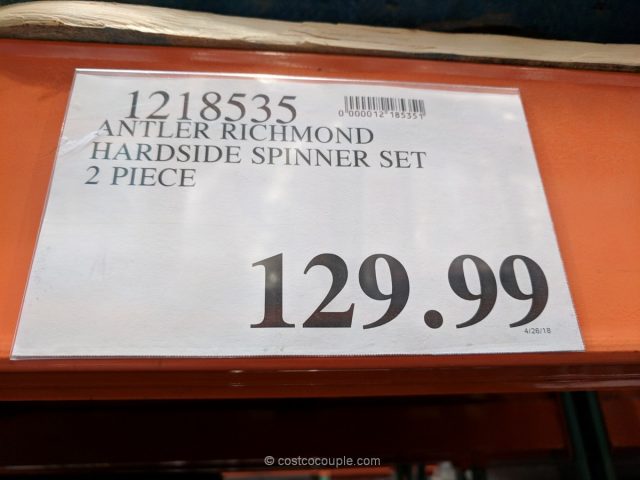 1218535
0 000012 185351
ANTLER RICHMOND
HARDSIDE SPINNER SET
2 PIECE
129.99
4/26/18
© costcocouple.com